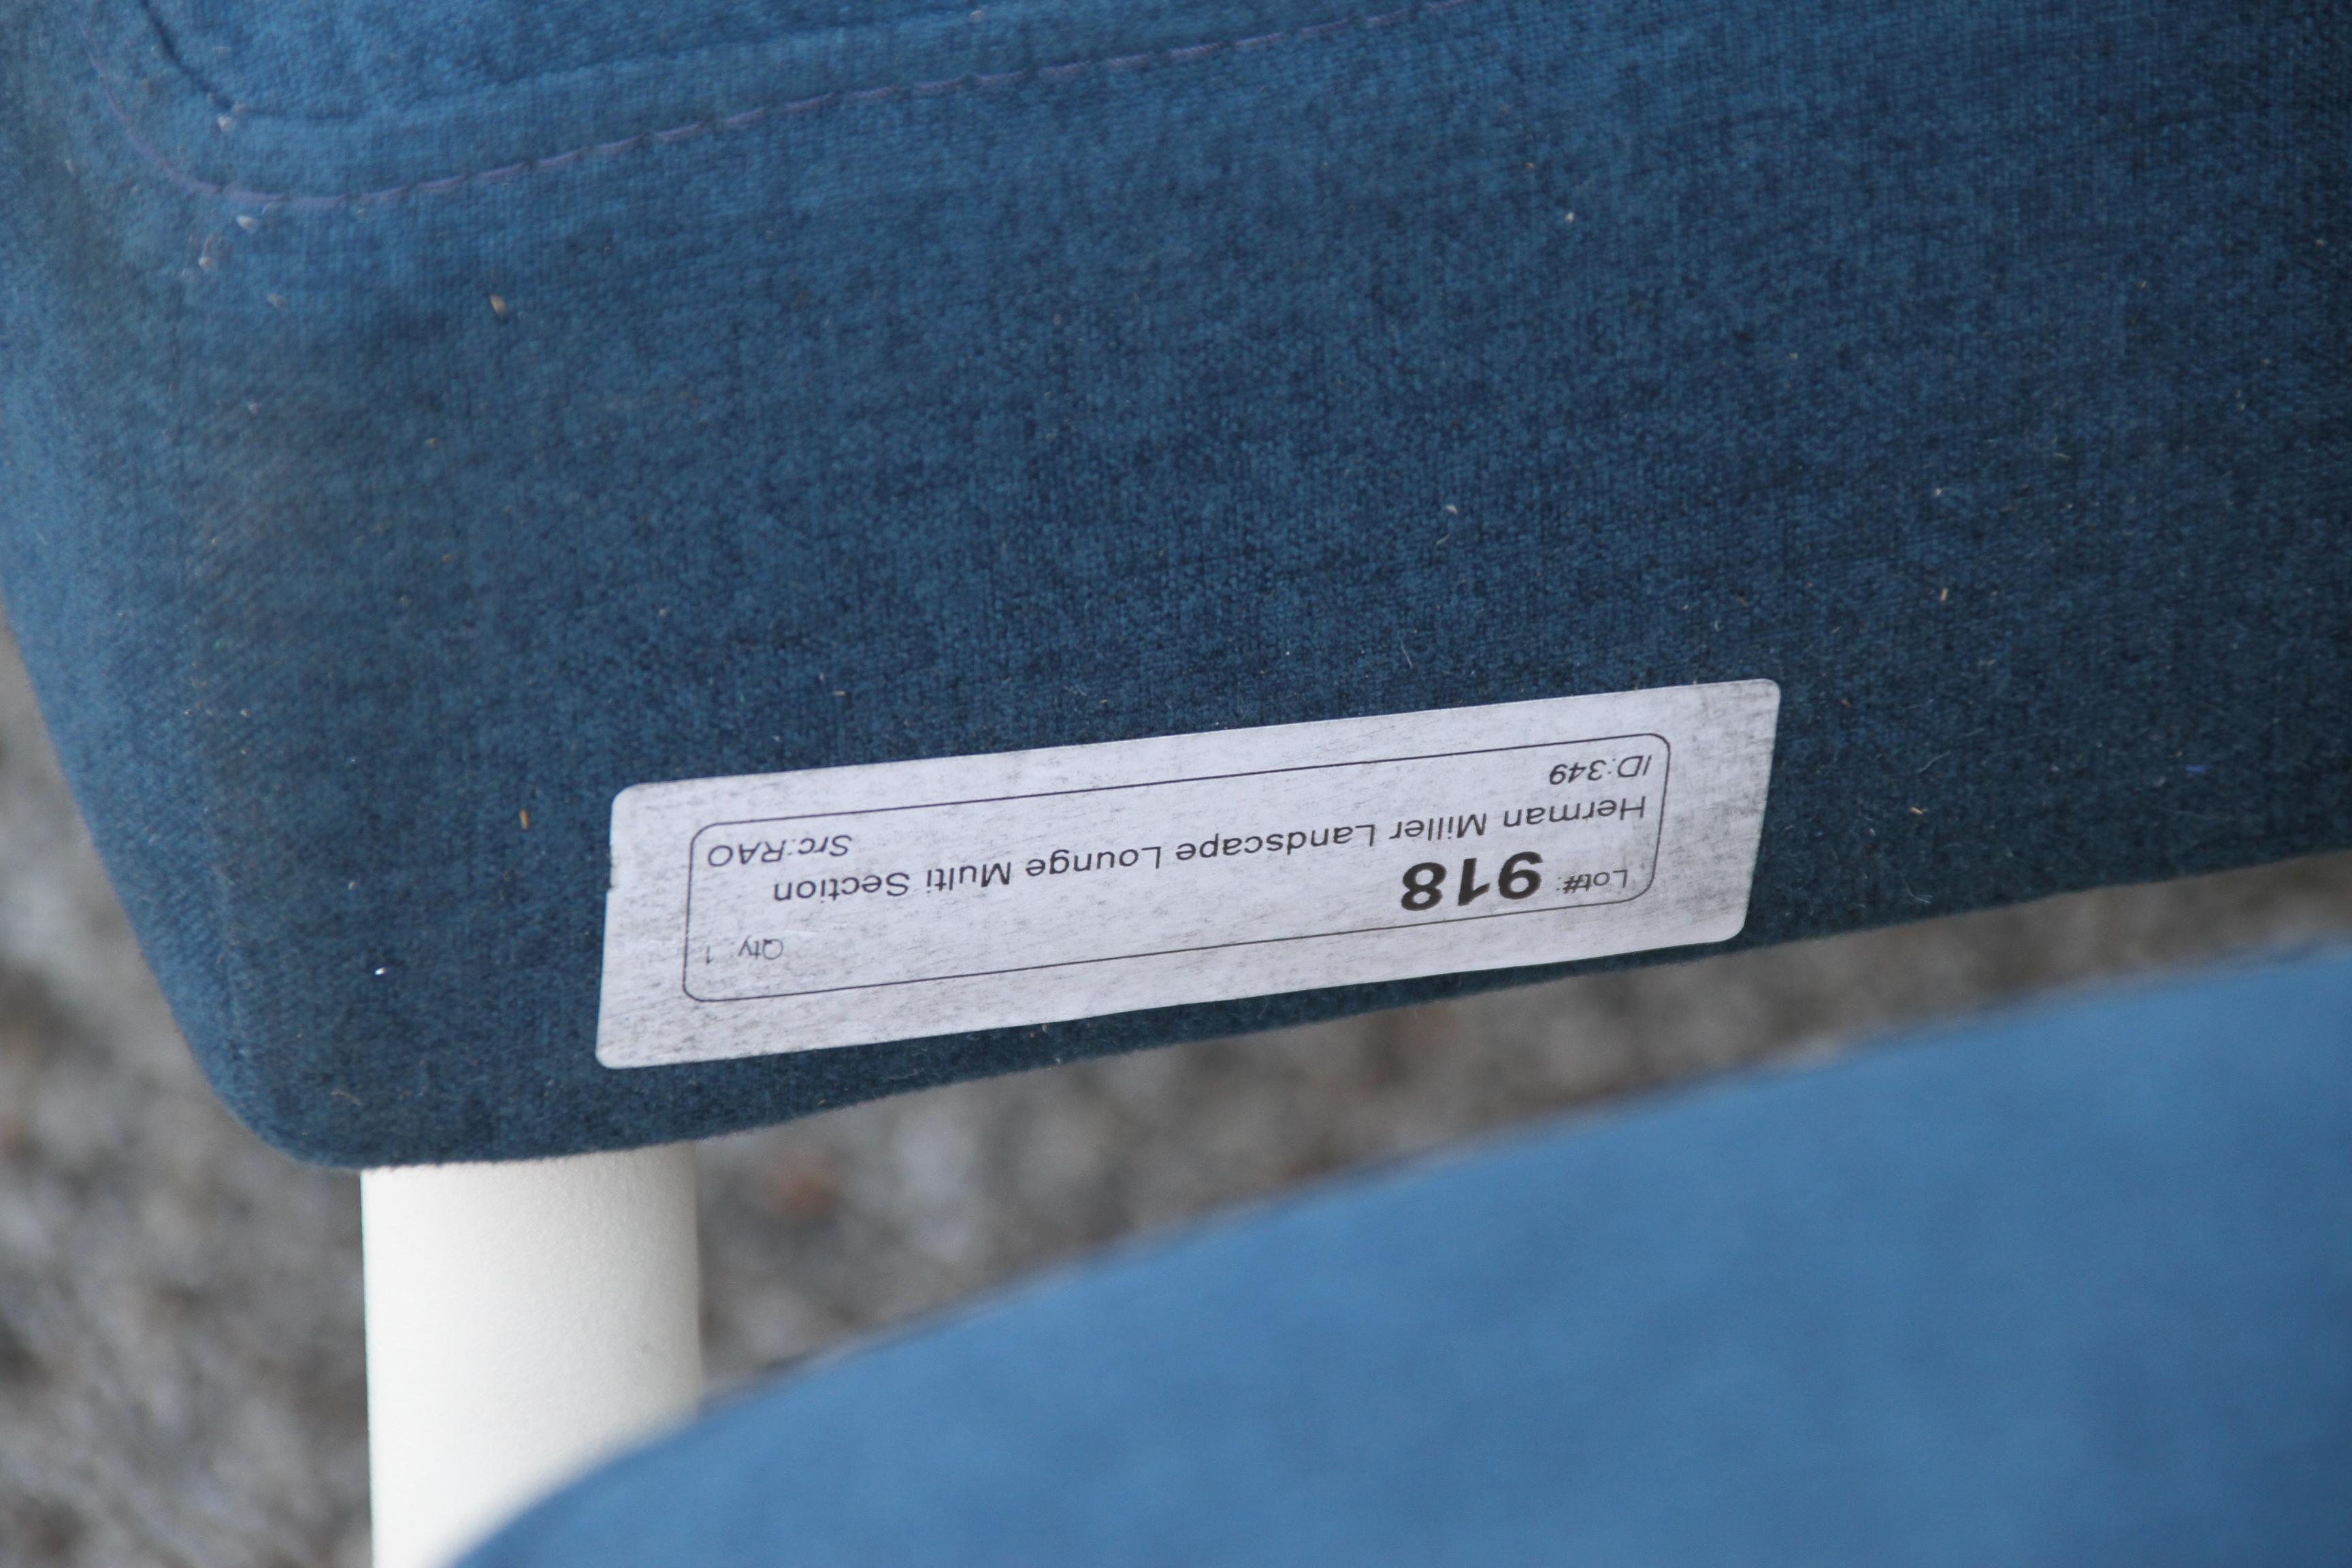 Qty 1
Lot#: 918
Herman Miller Landscape Lounge Multi Section
ID:349 Src:RAO